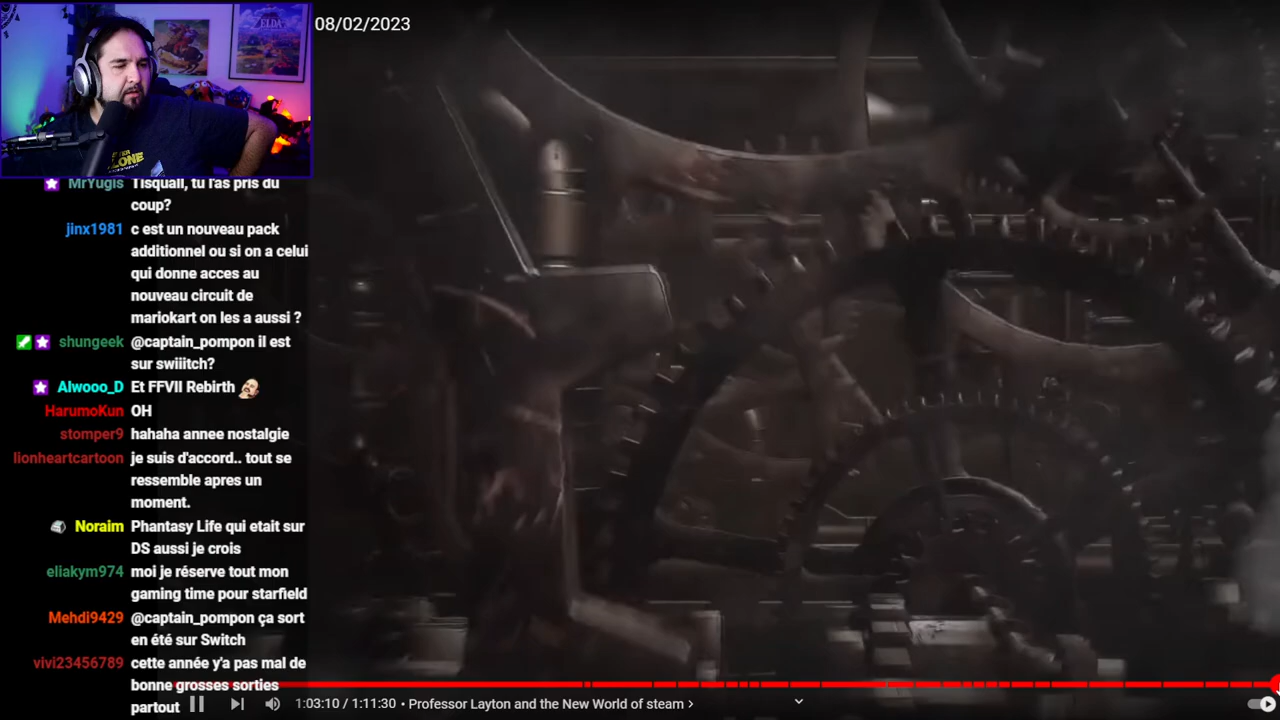 08/02/2023
ZELDA
MrYugis Tisquali, tu l'as pris du
coup?
jinx1981 c est un nouveau pack
additionnel ou si on a celui
qui donne acces au
nouveau circuit de
mariokart on les a aussi ?
shungeek @captain_pompon il est
sur swiiitch?
Alwooo_D Et FFVII Rebirth
HarumoKun OH
stomper9 hahaha annee nostalgie
lionheartcartoon je suis d'accord.. tout se
ressemble apres un
moment.
Noraim Phantasy Life qui etait sur
DS aussi je crois
eliakym974 moi je réserve tout mon
gaming time pour starfield
Mehdi9429 @captain_pompon ça sort
en été sur Switch
vivi23456789 cette année y'a pas mal de
bonne grosses sorties
partout
1:03:10 / 1:11:30 • Professor Layton and the New World of steam ›